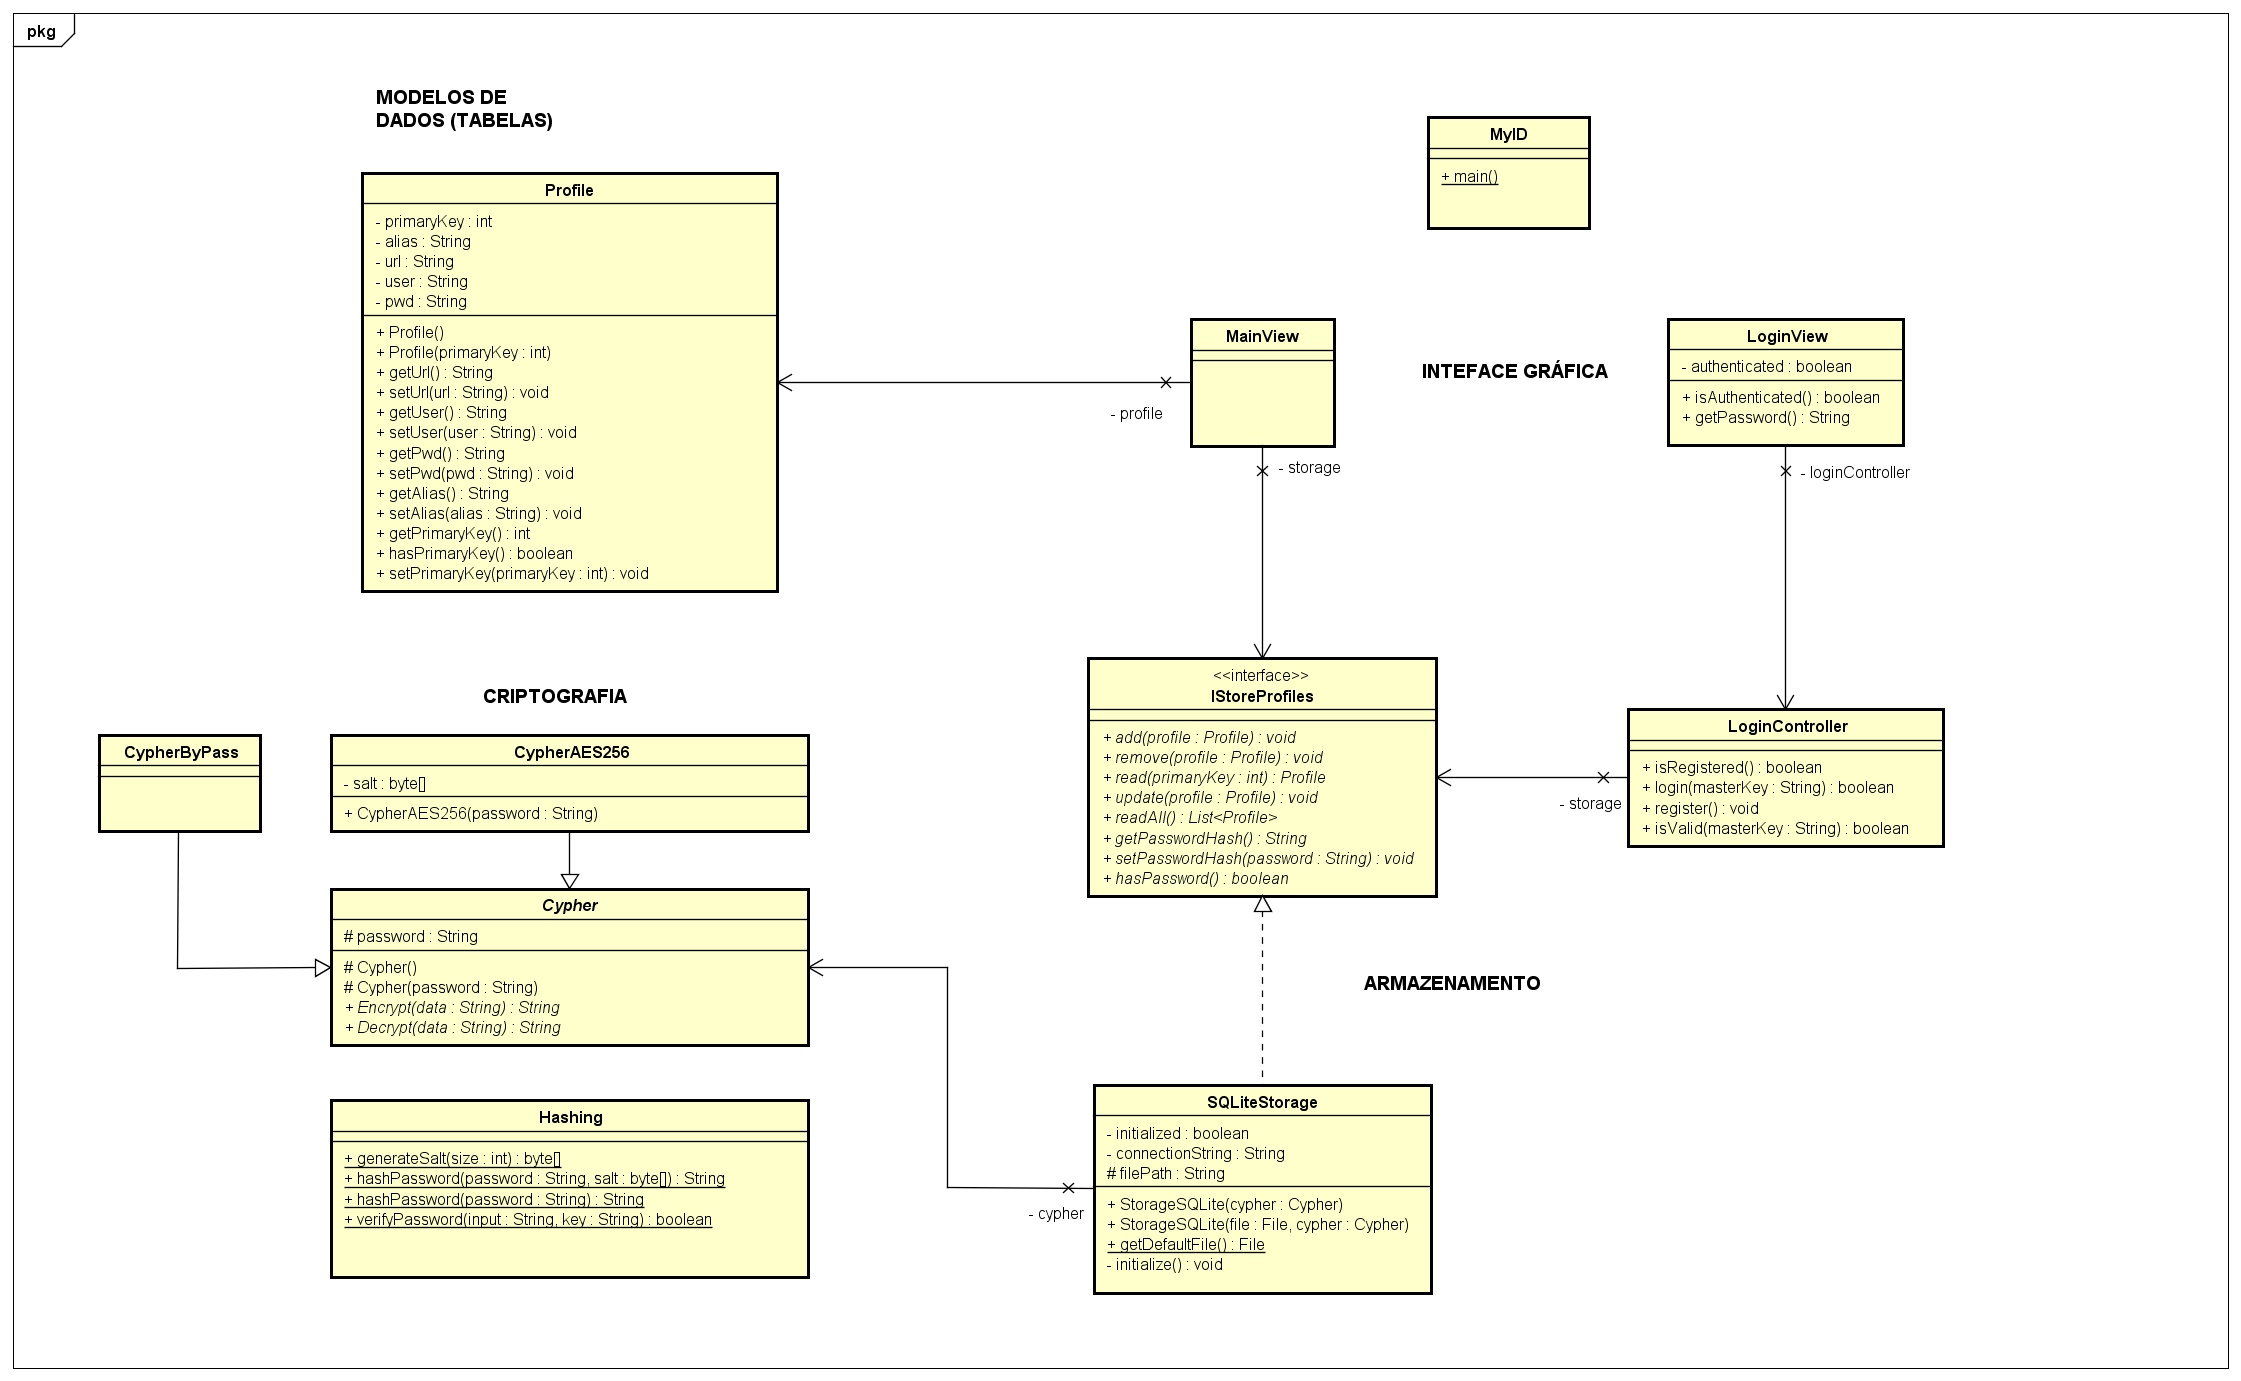 pkg
MODELOS DE
DADOS (TABELAS)
MyID
+ main()
Profile
- primaryKey : int
- alias : String
- url : String
- user : String
- pwd : String
+ Profile()
+ Profile(primaryKey : int)
+ getUrl() : String
+ setUrl(url : String) : void
+ getUser() : String
+ setUser(user : String) : void
+ getPwd() : String
+ setPwd(pwd : String) : void
+ getAlias() : String
+ setAlias(alias : String) : void
+ getPrimaryKey() : int
+ hasPrimaryKey() : boolean
+ setPrimaryKey(primaryKey : int) : void
MainView
- profile
- storage
INTEFACE GRÁFICA
LoginView
- authenticated : boolean
+ isAuthenticated() : boolean
+ getPassword() : String
- loginController
CRIPTOGRAFIA
CypherByPass
CypherAES256
- salt : byte[]
+ CypherAES256(password : String)
<<interface>>
IStoreProfiles
+ add(profile : Profile) : void
+ remove(profile : Profile) : void
+ read(primaryKey : int) : Profile
+ update(profile : Profile) : void
+ readAll() : List<Profile>
+ getPasswordHash() : String
+ setPasswordHash(password : String) : void
+ hasPassword() : boolean
- storage
LoginController
+ isRegistered() : boolean
+ login(masterKey : String) : boolean
+ register() : void
+ isValid(masterKey : String) : boolean
Cypher
# password : String
# Cypher()
# Cypher(password : String)
+ Encrypt(data : String) : String
+ Decrypt(data : String) : String
ARMAZENAMENTO
Hashing
+ generateSalt(size : int) : byte[]
+ hashPassword(password : String, salt : byte[]) : String
+ hashPassword(password : String) : String
+ verifyPassword(input : String, key : String) : boolean
- cypher
SQLiteStorage
- initialized : boolean
- connectionString : String
# filePath : String
+ StorageSQLite(cypher : Cypher)
+ StorageSQLite(file : File, cypher : Cypher)
+ getDefaultFile() : File
- initialize() : void